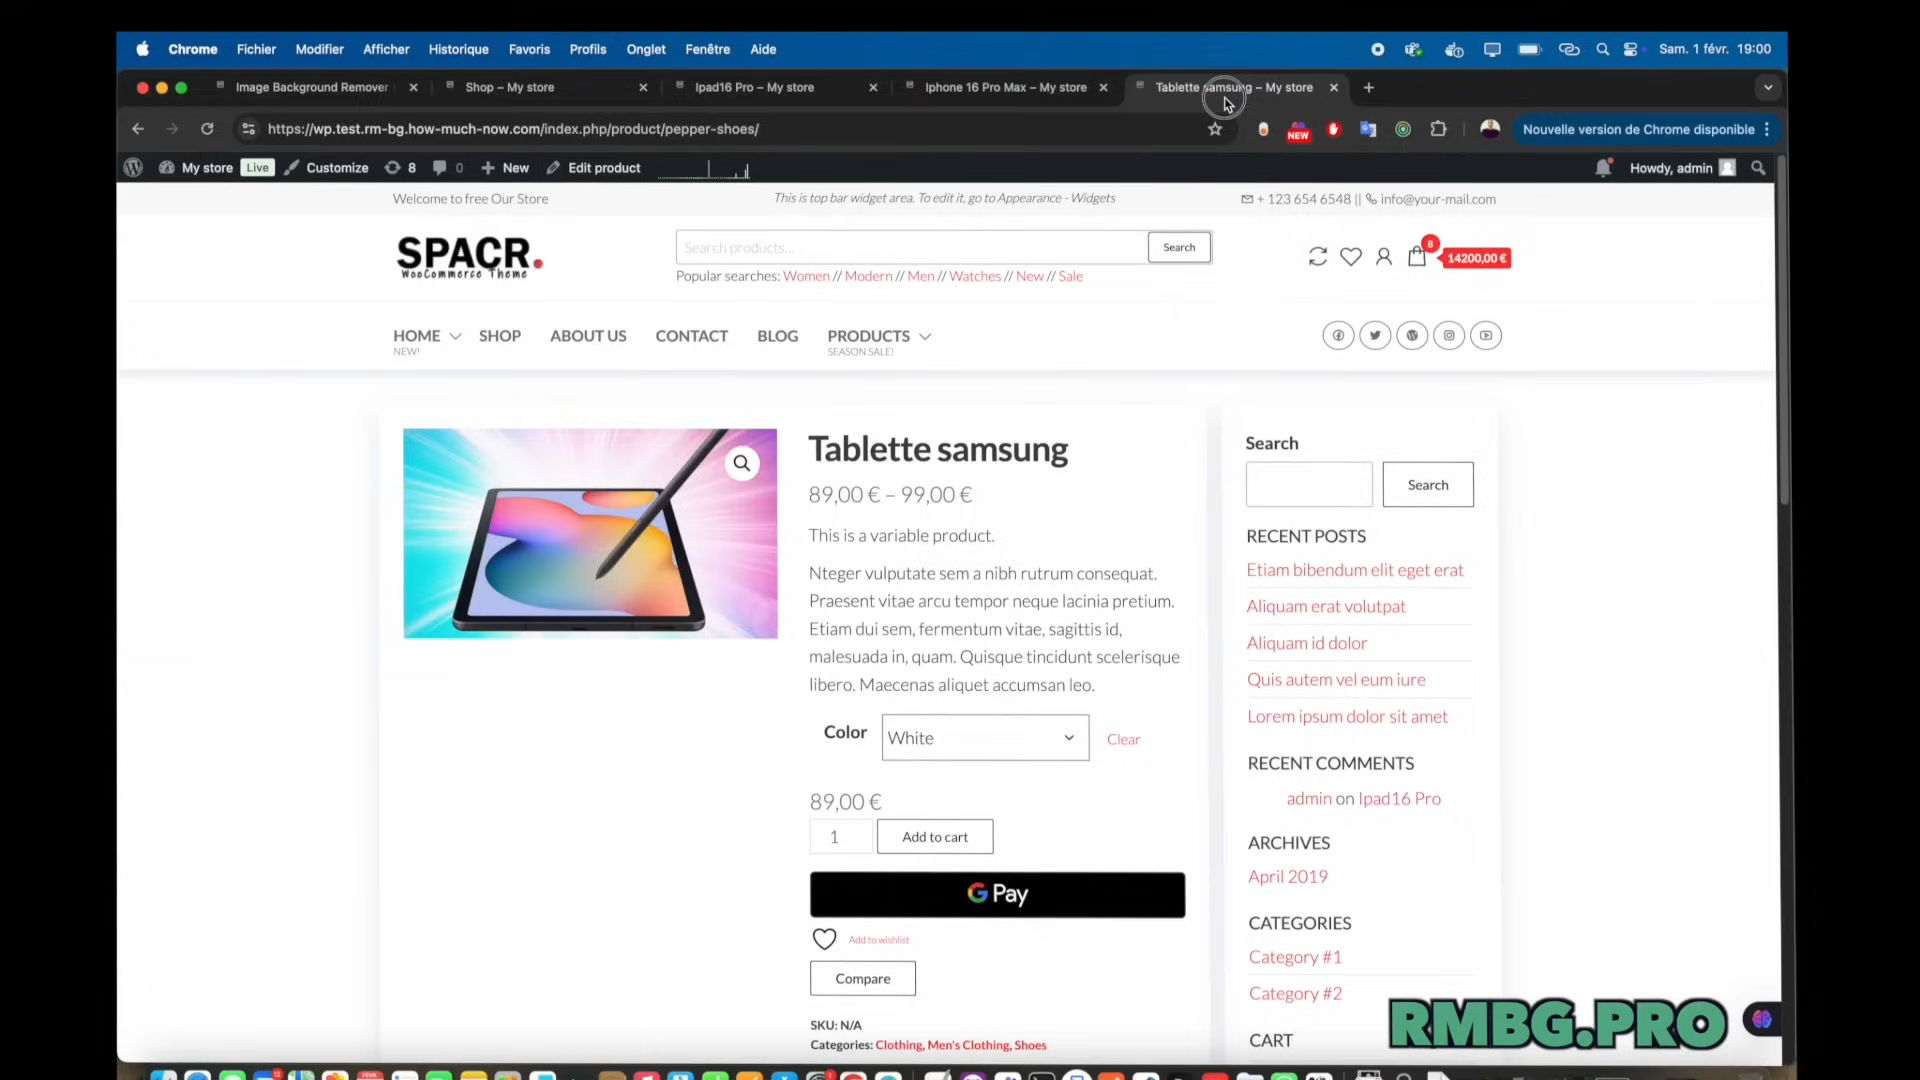 Chrome Fichier Modifier Afficher Historique Favoris Profils Onglet Fenêtre Aide Sam. 1 févr. 19:00
Image Background Remover Shop – My store Ipad16 Pro – My store Iphone 16 Pro Max – My store Tablette samsung – My store
https://wp.test.rm-bg.how-much-now.com/index.php/product/pepper-shoes/ NEW Nouvelle version de Chrome disponible
My store Live Customize 8 0 New Edit product Howdy, admin
Welcome to free Our Store This is top bar widget area. To edit it, go to Appearance - Widgets + 123 654 6548 || info@your-mail.com
SPACR.
WooCommerce Theme
Search products... Search
8
14200,00 €
Popular searches: Women // Modern // Men // Watches // New // Sale
HOME SHOP ABOUT US CONTACT BLOG PRODUCTS
NEW! SEASON SALE!
Tablette samsung
89,00 € – 99,00 €
This is a variable product.
Nteger vulputate sem a nibh rutrum consequat.
Praesent vitae arcu tempor neque lacinia pretium.
Etiam dui sem, fermentum vitae, sagittis id,
malesuada in, quam. Quisque tincidunt scelerisque
libero. Maecenas aliquet accumsan leo.
Color White Clear
89,00 €
1 Add to cart
G Pay
Add to wishlist
Compare
SKU: N/A
Categories: Clothing, Men's Clothing, Shoes
Search
Search
RECENT POSTS
Etiam bibendum elit eget erat
Aliquam erat volutpat
Aliquam id dolor
Quis autem vel eum iure
Lorem ipsum dolor sit amet
RECENT COMMENTS
admin on Ipad16 Pro
ARCHIVES
April 2019
CATEGORIES
Category #1
Category #2
CART
RMBG.PRO